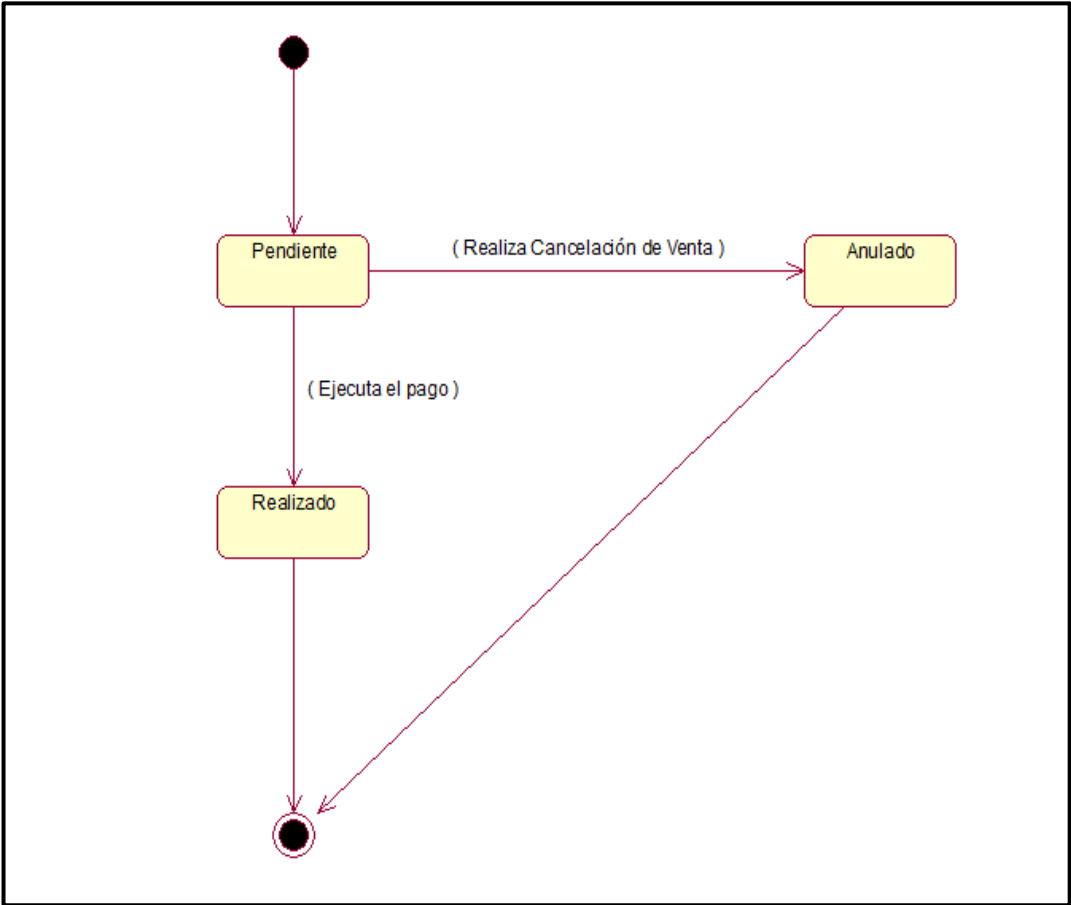 Pendiente
( Realiza Cancelación de Venta )
Anulado
( Ejecuta el pago )
Realizado